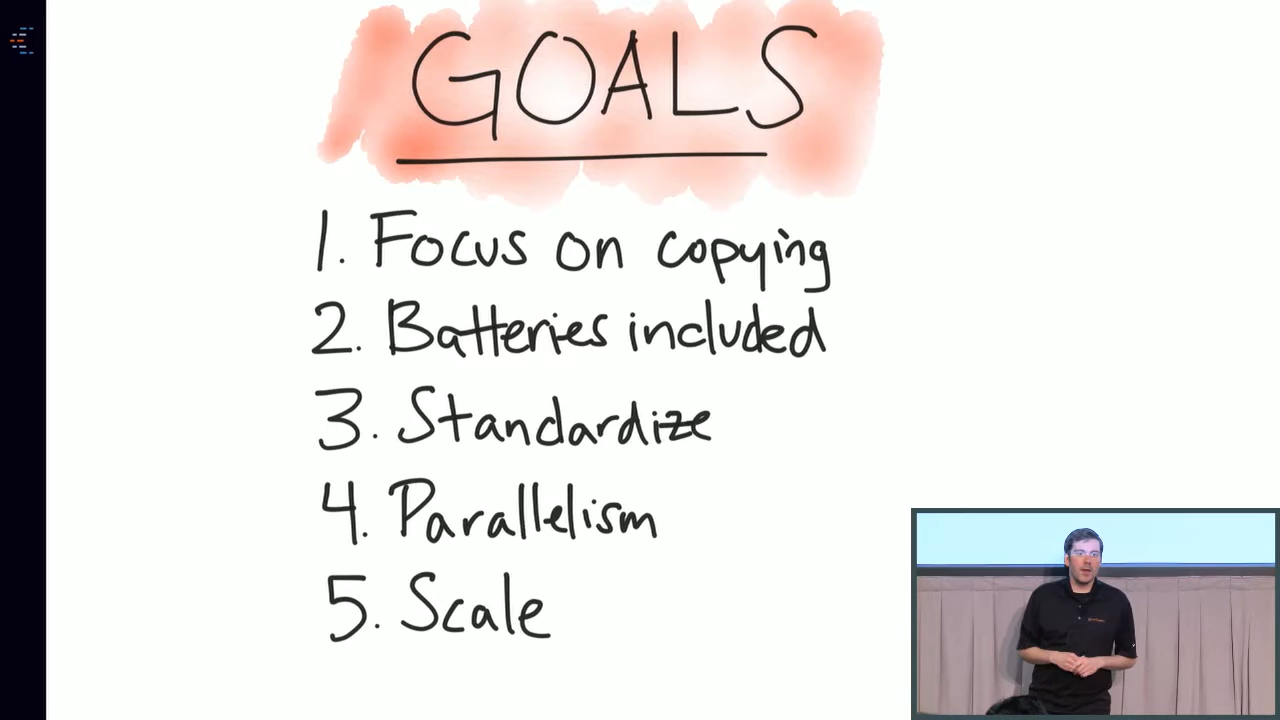 GOALS
1. Focus on copying
2. Batteries included
3. Standardize
4. Parallelism
5. Scale